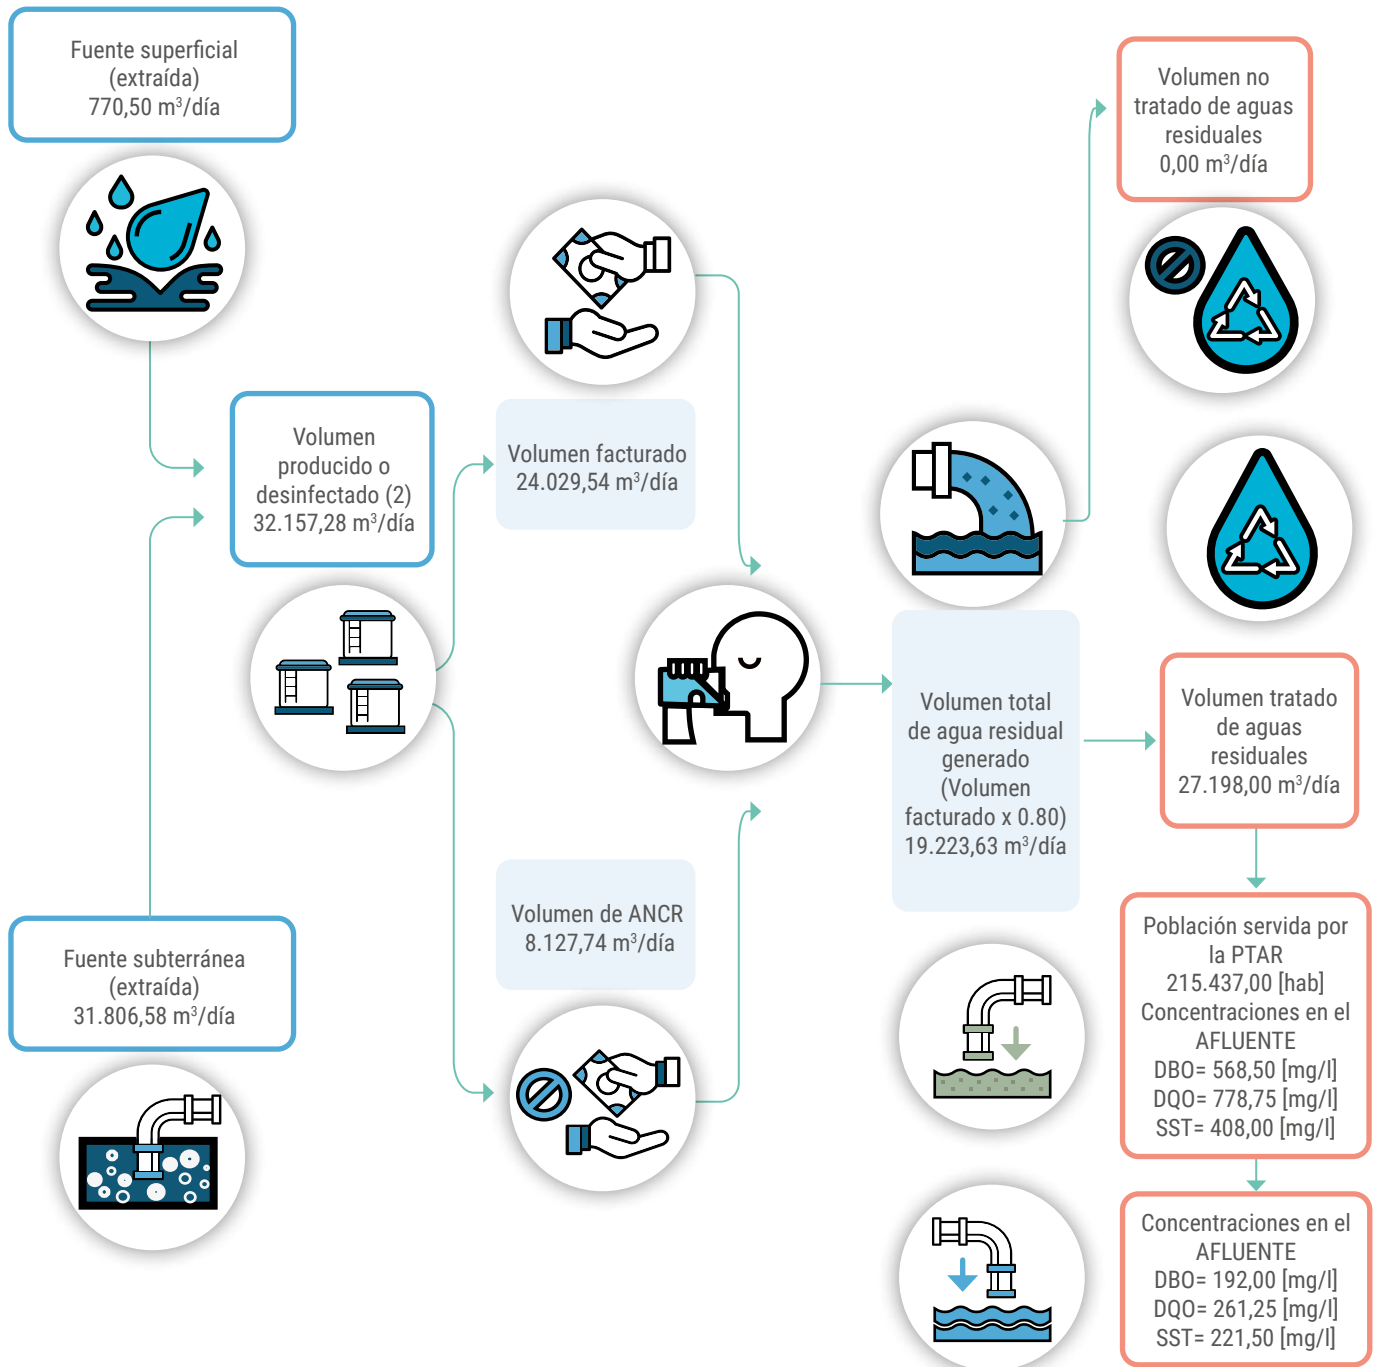 Fuente superficial
(extraída)
770,50 m³/día
Volumen
producido o
desinfectado (2)
32.157,28 m³/día
Fuente subterránea
(extraída)
31.806,58 m³/día
Volumen facturado
24.029,54 m³/día
Volumen de ANCR
8.127,74 m³/día
Volumen total
de agua residual
generado
(Volumen
facturado x 0.80)
19.223,63 m³/día
Volumen no
tratado de aguas
residuales
0,00 m³/día
Volumen tratado
de aguas
residuales
27.198,00 m³/día
Población servida por
la PTAR
215.437,00 [hab]
Concentraciones en el
AFLUENTE
DBO= 568,50 [mg/l]
DQO= 778,75 [mg/l]
SST= 408,00 [mg/l]
Concentraciones en el
AFLUENTE
DBO= 192,00 [mg/l]
DQO= 261,25 [mg/l]
SST= 221,50 [mg/l]